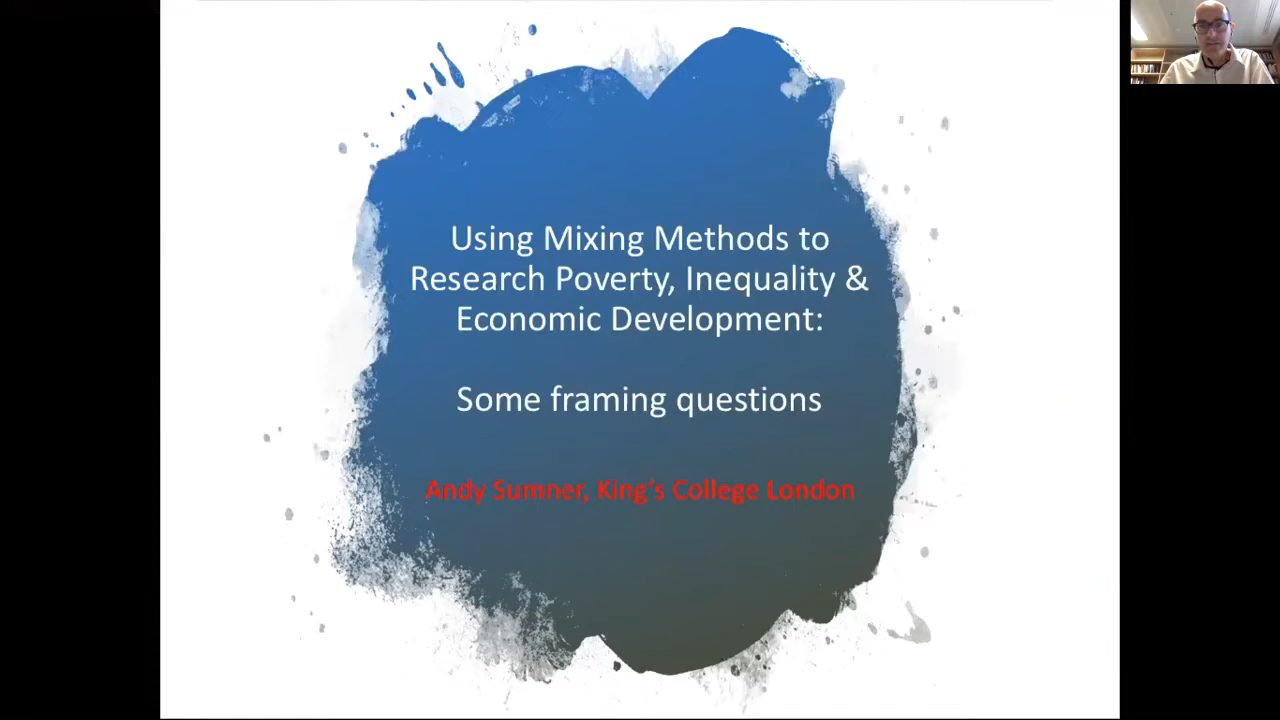 Using Mixing Methods to
Research Poverty, Inequality &
Economic Development:
Some framing questions
Andy Sumner, King's College London